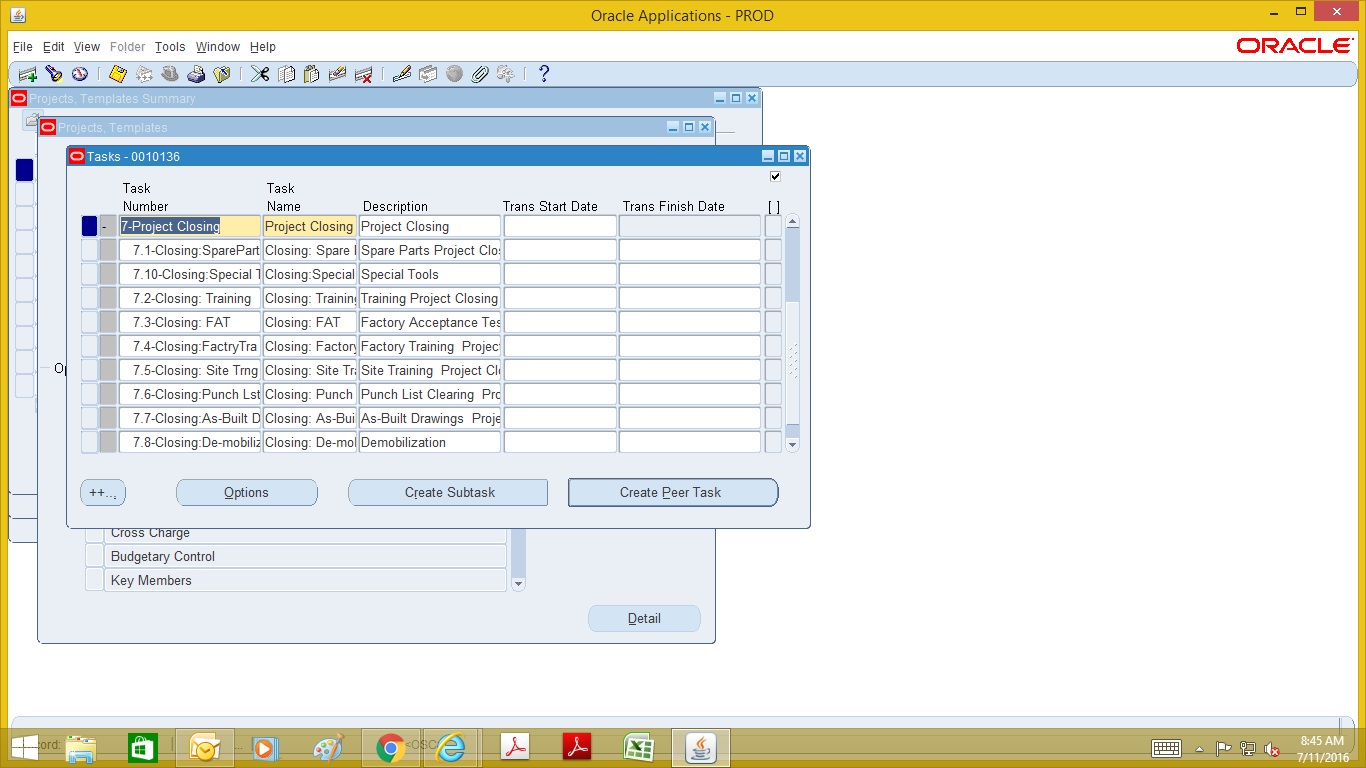 Oracle Applications - PROD
File Edit View Folder Tools Window Help
ORACLE
Projects, Templates Summary
Projects, Templates
Tasks - 0010136
Task Task
Number Name Description Trans Start Date Trans Finish Date [ ]
- 7-Project Closing Project Closing Project Closing
7.1-Closing:SparePart Closing: Spare Spare Parts Project Clos
7.10-Closing:Special T Closing:Special Special Tools
7.2-Closing: Training Closing: Training Training Project Closing
7.3-Closing: FAT Closing: FAT Factory Acceptance Tes
7.4-Closing:FactryTra Closing: Factory Factory Training Project
7.5-Closing: Site Trng Closing: Site Tra Site Training Project Cl
7.6-Closing:Punch Lst Closing: Punch Punch List Clearing Pro
7.7-Closing:As-Built D Closing: As-Bui As-Built Drawings Proje
7.8-Closing:De-mobiliz Closing: De-mol Demobilization
Op
++... Options Create Subtask Create Peer Task
Cross Charge
Budgetary Control
Key Members
Detail
cord: ... <OSC
8:45 AM
7/11/2016